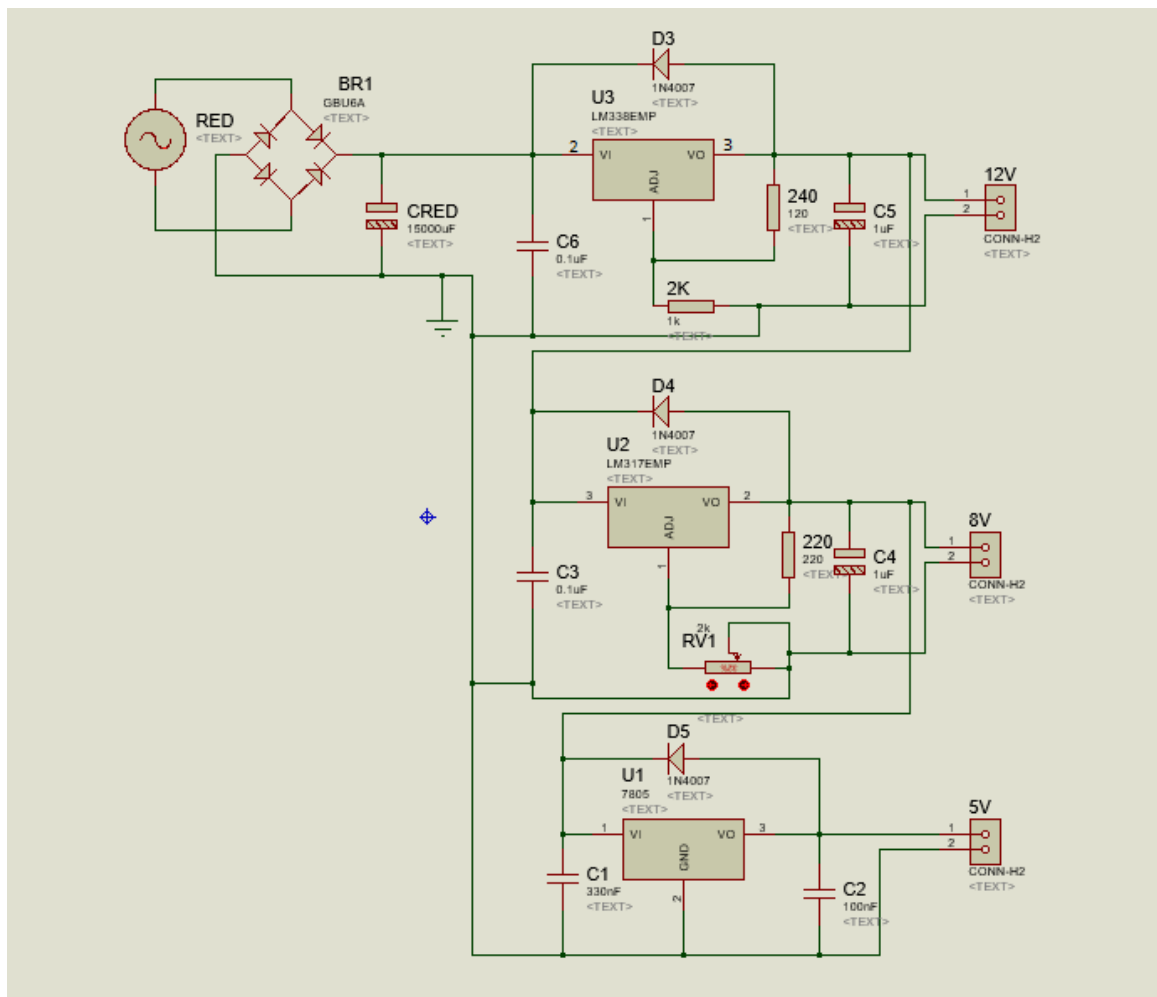 RED
<TEXT>
BR1
GBU6A
<TEXT>
CRED
15000uF
<TEXT>
D3
1N4007
<TEXT>
U3
LM338EMP
<TEXT>
2
VI
VO
3
ADJ
1
240
120
<TEXT>
C5
1uF
<TEXT>
12V
1
2
CONN-H2
<TEXT>
C6
0.1uF
<TEXT>
2K
1k
<TEXT>
D4
1N4007
<TEXT>
U2
LM317EMP
<TEXT>
3
VI
VO
2
ADJ
1
220
220
<TEXT>
C4
1uF
<TEXT>
8V
1
2
CONN-H2
<TEXT>
C3
0.1uF
<TEXT>
2k
RV1
<TEXT>
D5
1N4007
<TEXT>
U1
7805
<TEXT>
1
VI
VO
3
GND
2
5V
1
2
CONN-H2
<TEXT>
C1
330nF
<TEXT>
C2
100nF
<TEXT>